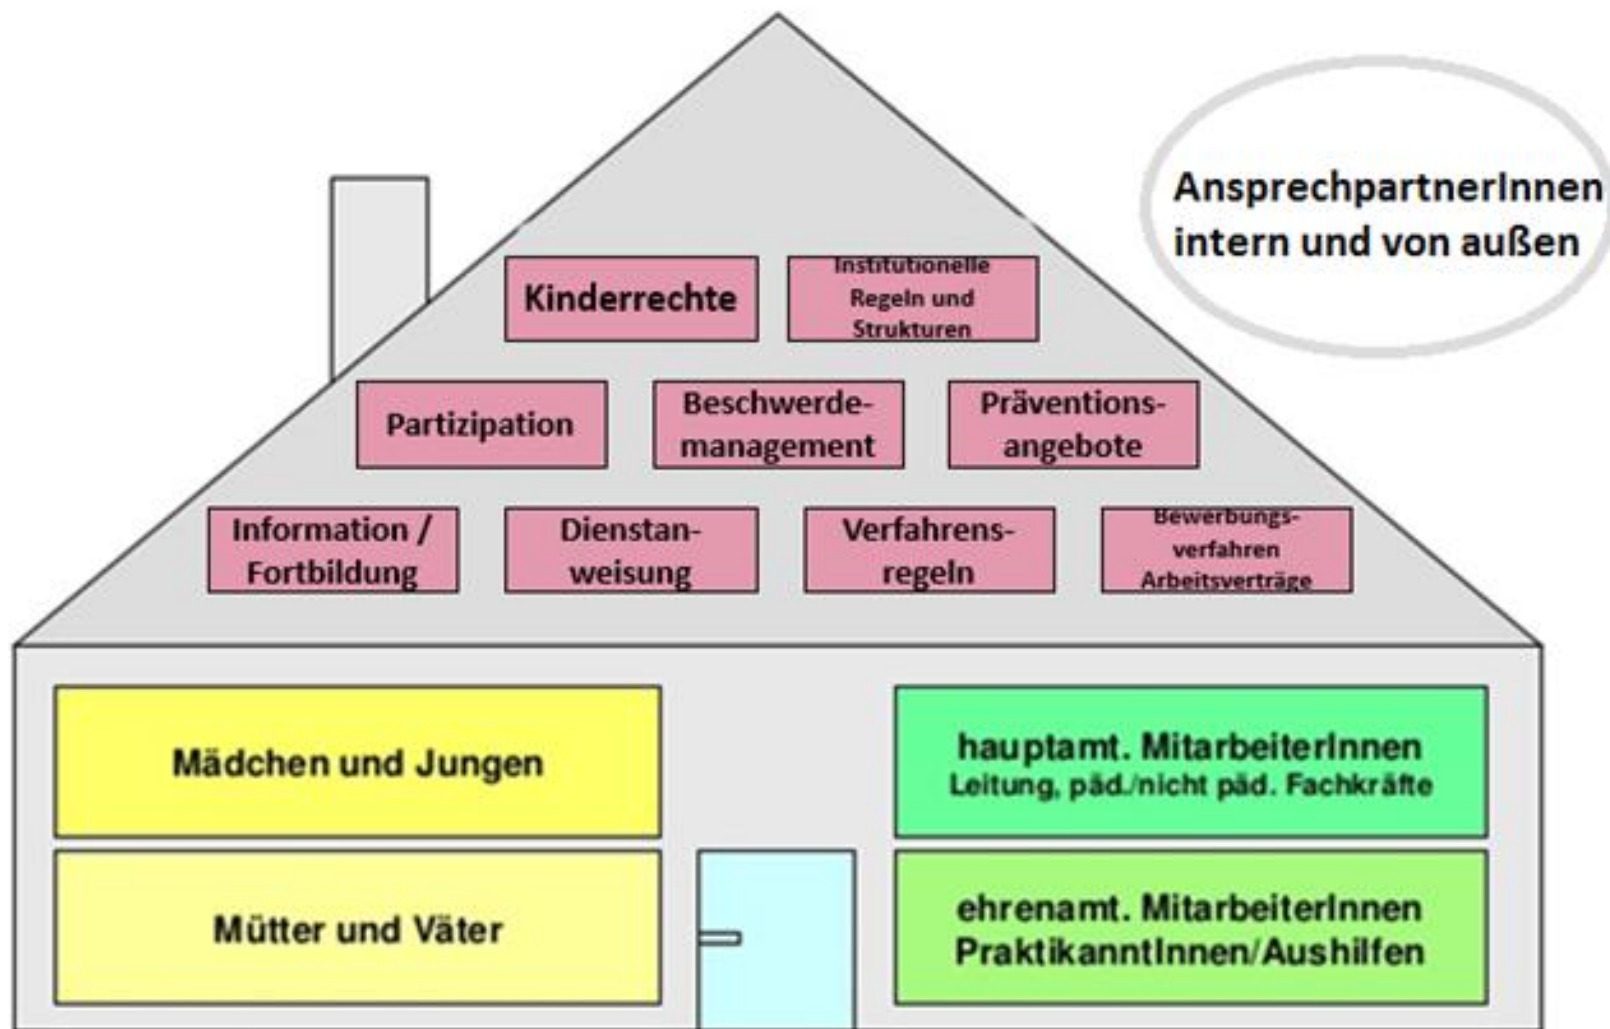 AnsprechpartnerInnen
intern und von außen
Kinderrechte
Institutionelle
Regeln und
Strukturen
Partizipation
Beschwerde-
management
Präventions-
angebote
Information /
Fortbildung
Dienstan-
weisung
Verfahrens-
regeln
Bewerbungs-
verfahren
Arbeitsverträge
Mädchen und Jungen
hauptamt. MitarbeiterInnen
Leitung, päd./nicht päd. Fachkräfte
Mütter und Väter
ehrenamt. MitarbeiterInnen
PraktikanntInnen/Aushilfen